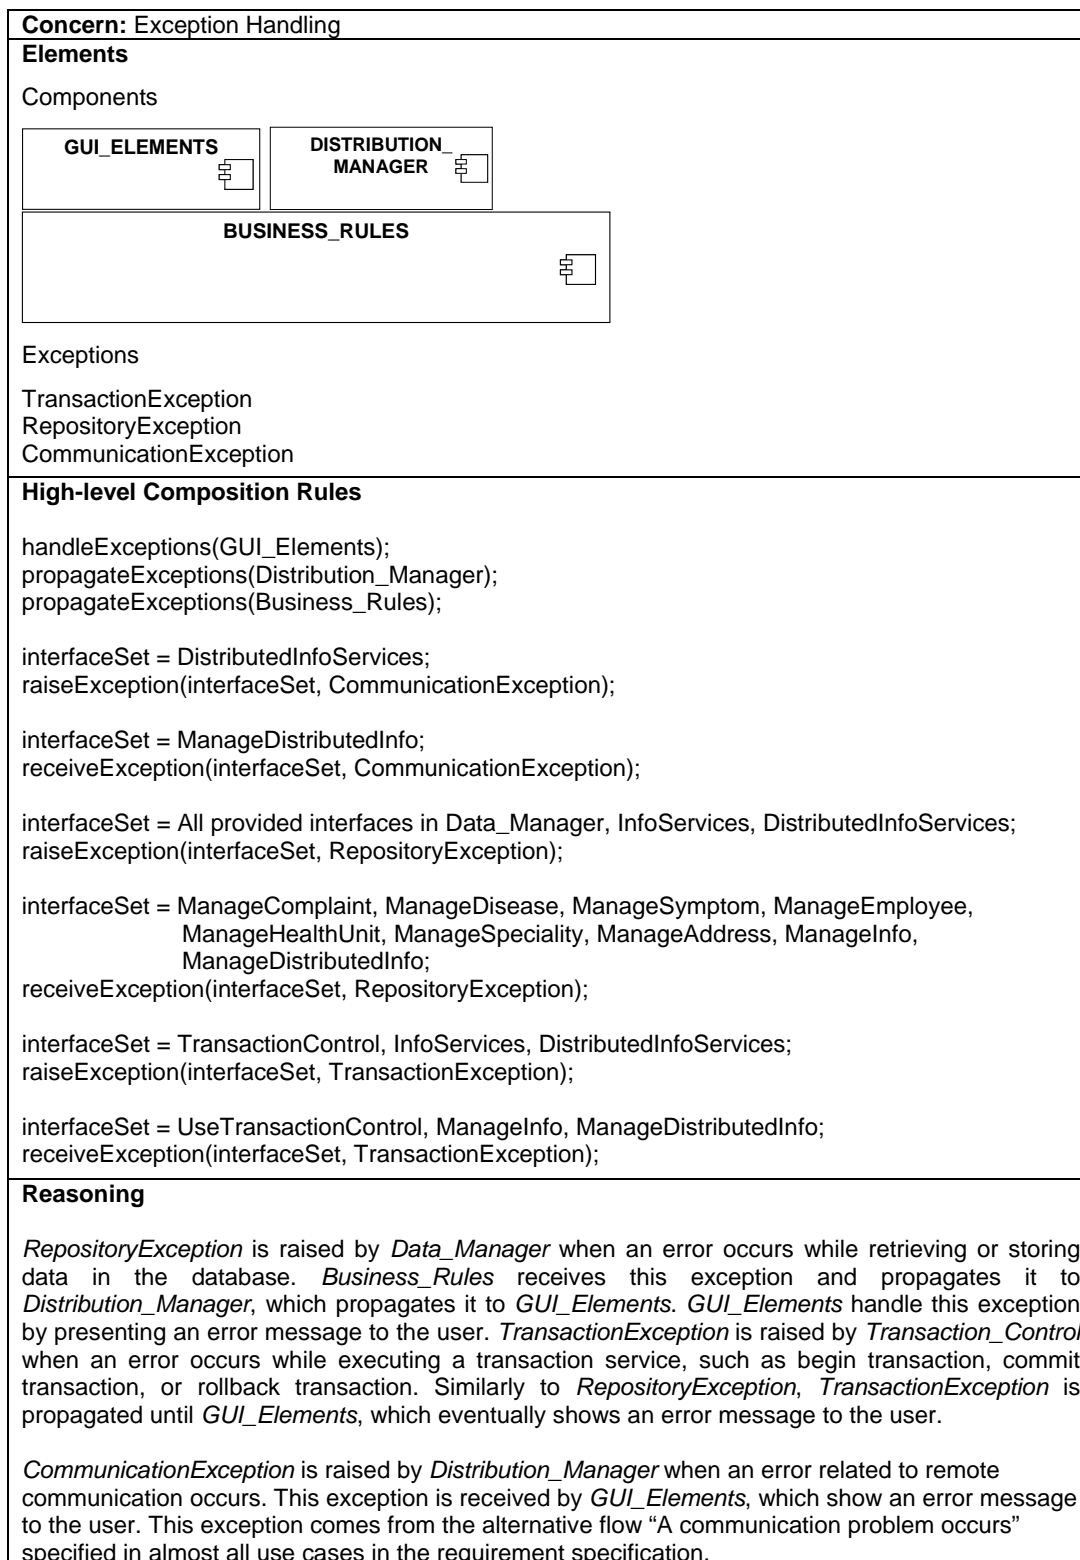 Concern: Exception Handling
Elements
Components
GUI_ELEMENTS
DISTRIBUTION_
MANAGER
BUSINESS_RULES
Exceptions
TransactionException
RepositoryException
CommunicationException
High-level Composition Rules
handleExceptions(GUI_Elements);
propagateExceptions(Distribution_Manager);
propagateExceptions(Business_Rules);
interfaceSet = DistributedInfoServices;
raiseException(interfaceSet, CommunicationException);
interfaceSet = ManageDistributedInfo;
receiveException(interfaceSet, CommunicationException);
interfaceSet = All provided interfaces in Data_Manager, InfoServices, DistributedInfoServices;
raiseException(interfaceSet, RepositoryException);
interfaceSet = ManageComplaint, ManageDisease, ManageSymptom, ManageEmployee,
ManageHealthUnit, ManageSpeciality, ManageAddress, ManageInfo,
ManageDistributedInfo;
receiveException(interfaceSet, RepositoryException);
interfaceSet = TransactionControl, InfoServices, DistributedInfoServices;
raiseException(interfaceSet, TransactionException);
interfaceSet = UseTransactionControl, ManageInfo, ManageDistributedInfo;
receiveException(interfaceSet, TransactionException);
Reasoning
RepositoryException is raised by Data_Manager when an error occurs while retrieving or storing
data in the database. Business_Rules receives this exception and propagates it to
Distribution_Manager, which propagates it to GUI_Elements. GUI_Elements handle this exception
by presenting an error message to the user. TransactionException is raised by Transaction_Control
when an error occurs while executing a transaction service, such as begin transaction, commit
transaction, or rollback transaction. Similarly to RepositoryException, TransactionException is
propagated until GUI_Elements, which eventually shows an error message to the user.
CommunicationException is raised by Distribution_Manager when an error related to remote
communication occurs. This exception is received by GUI_Elements, which show an error message
to the user. This exception comes from the alternative flow “A communication problem occurs”
specified in almost all use cases in the requirement specification.